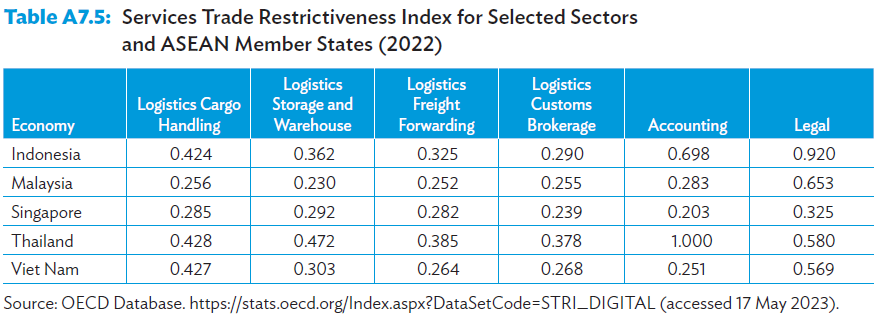 Table A7.5: Services Trade Restrictiveness Index for Selected Sectors
and ASEAN Member States (2022)
Economy Logistics Cargo Handling Logistics Storage and Warehouse Logistics Freight Forwarding Logistics Customs Brokerage Accounting Legal
Indonesia 0.424 0.362 0.325 0.290 0.698 0.920
Malaysia 0.256 0.230 0.252 0.255 0.283 0.653
Singapore 0.285 0.292 0.282 0.239 0.203 0.325
Thailand 0.428 0.472 0.385 0.378 1.000 0.580
Viet Nam 0.427 0.303 0.264 0.268 0.251 0.569
Source: OECD Database. https://stats.oecd.org/Index.aspx?DataSetCode=STRI_DIGITAL (accessed 17 May 2023).